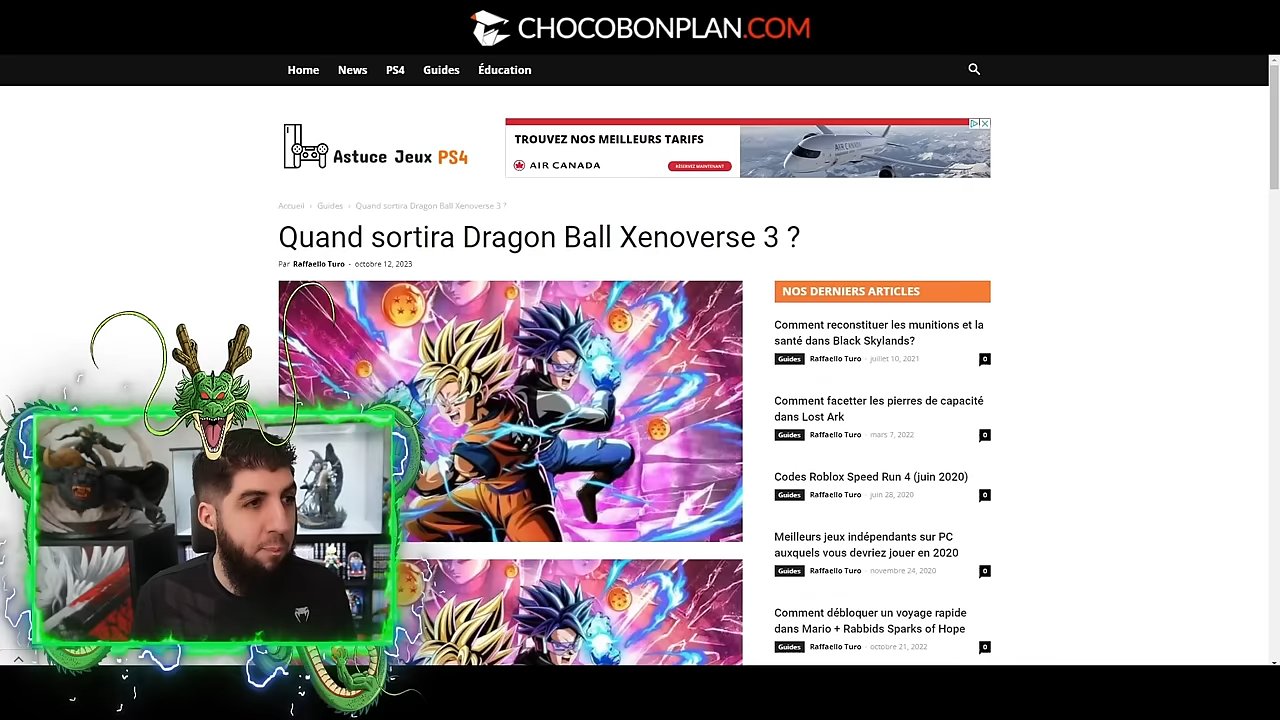 CHOCOBONPLAN.COM
Home News PS4 Guides Éducation
TROUVEZ NOS MEILLEURS TARIFS
AIR CANADA
RÉSERVEZ MAINTENANT
AIR CANADA
Astuce Jeux PS4
Accueil › Guides › Quand sortira Dragon Ball Xenoverse 3 ?
Quand sortira Dragon Ball Xenoverse 3 ?
Par Raffaello Turo - octobre 12, 2023
NOS DERNIERS ARTICLES
Comment reconstituer les munitions et la
santé dans Black Skylands?
Guides Raffaello Turo - juillet 10, 2021 0
Comment facetter les pierres de capacité
dans Lost Ark
Guides Raffaello Turo - mars 7, 2022 0
Codes Roblox Speed Run 4 (juin 2020)
Guides Raffaello Turo - juin 28, 2020 0
Meilleurs jeux indépendants sur PC
auxquels vous devriez jouer en 2020
Guides Raffaello Turo - novembre 24, 2020 0
Comment débloquer un voyage rapide
dans Mario + Rabbids Sparks of Hope
Guides Raffaello Turo - octobre 21, 2022 0